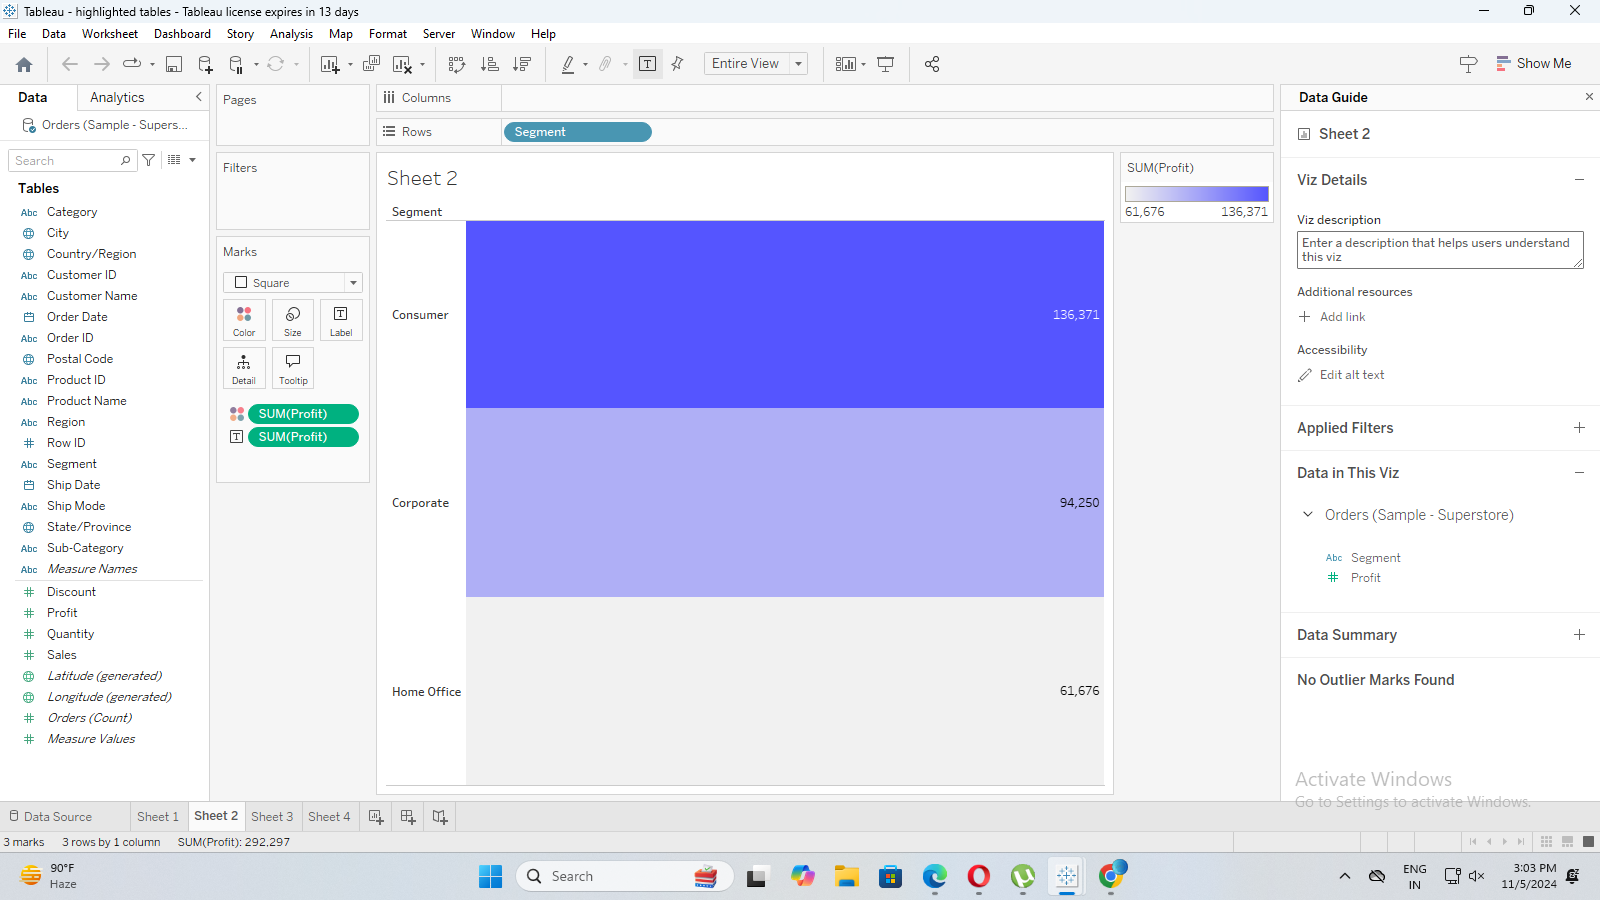 Tableau - highlighted tables - Tableau license expires in 13 days
File Data Worksheet Dashboard Story Analysis Map Format Server Window Help
Entire View
Show Me
Data Analytics
Orders (Sample - Supers...
Search
Tables
Abc Category
City
Country/Region
Abc Customer ID
Abc Customer Name
Order Date
Abc Order ID
Postal Code
Abc Product ID
Abc Product Name
Abc Region
# Row ID
Abc Segment
Ship Date
Abc Ship Mode
State/Province
Abc Sub-Category
Abc Measure Names
# Discount
# Profit
# Quantity
# Sales
Latitude (generated)
Longitude (generated)
# Orders (Count)
# Measure Values
Pages
Filters
Marks
Square
Color Size T Label
Detail Tooltip
SUM(Profit)
T SUM(Profit)
Columns
Rows Segment
Sheet 2
Segment
Consumer 136,371
Corporate 94,250
Home Office 61,676
SUM(Profit)
61,676 136,371
Data Guide
Sheet 2
Viz Details
Viz description
Enter a description that helps users understand
this viz
Additional resources
+ Add link
Accessibility
Edit alt text
Applied Filters
Data in This Viz
Orders (Sample - Superstore)
Abc Segment
# Profit
Data Summary
No Outlier Marks Found
Activate Windows
Go to Settings to activate Windows.
Data Source Sheet 1 Sheet 2 Sheet 3 Sheet 4
3 marks 3 rows by 1 column SUM(Profit): 292,297
90°F
Haze
Search
ENG
IN
3:03 PM
11/5/2024